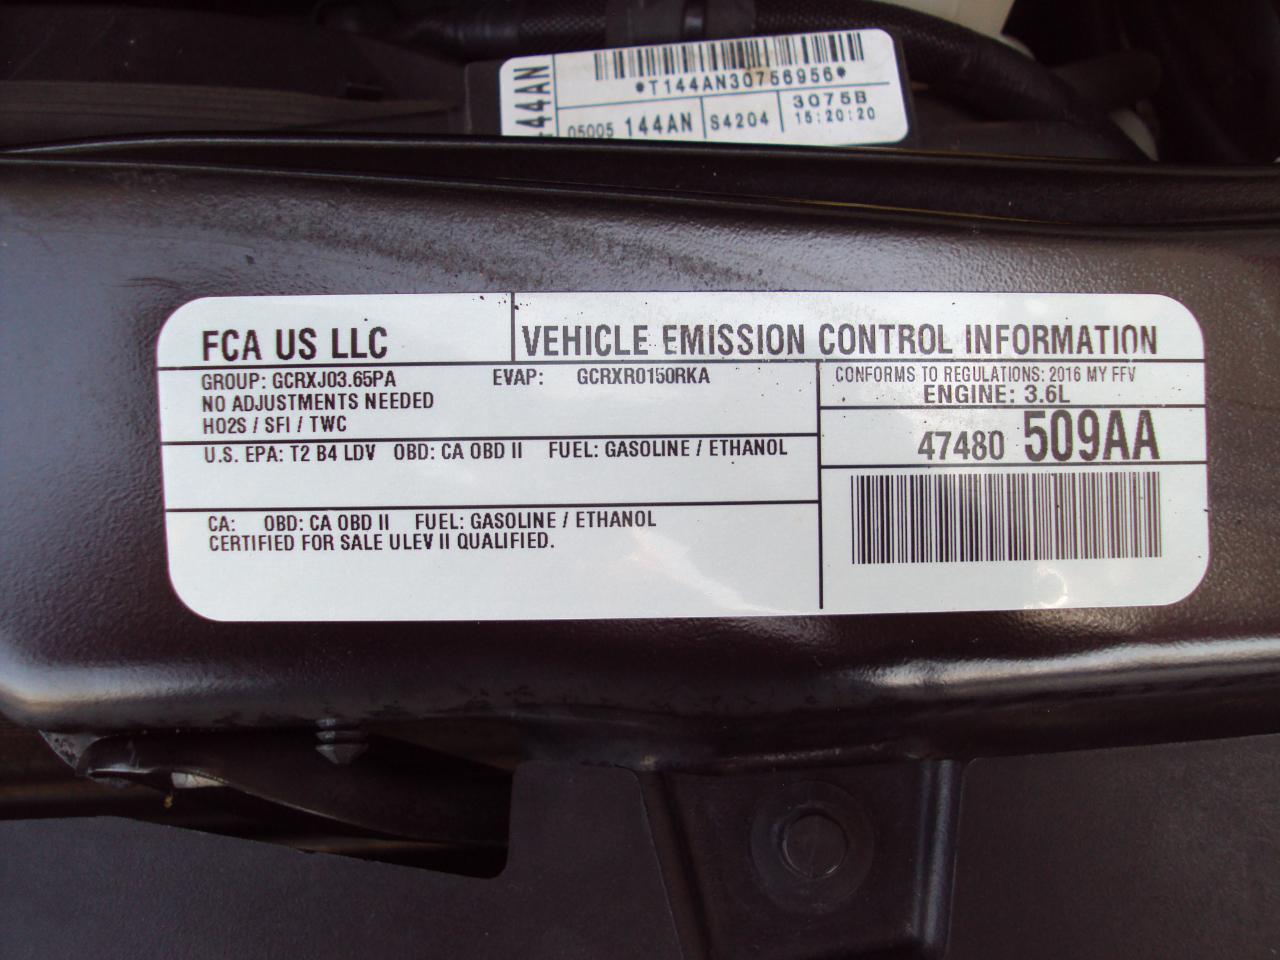 144AN
*T144AN30756956*
05005 144AN S4204 3075B
15:20:20
FCA US LLC VEHICLE EMISSION CONTROL INFORMATION
GROUP: GCRXJ03.65PA EVAP: GCRXR0150RKA
NO ADJUSTMENTS NEEDED
HO2S / SFI / TWC
CONFORMS TO REGULATIONS: 2016 MY FFV
ENGINE: 3.6L
47480 509AA
U.S. EPA: T2 B4 LDV OBD: CA OBD II FUEL: GASOLINE / ETHANOL
CA: OBD: CA OBD II FUEL: GASOLINE / ETHANOL
CERTIFIED FOR SALE ULEV II QUALIFIED.